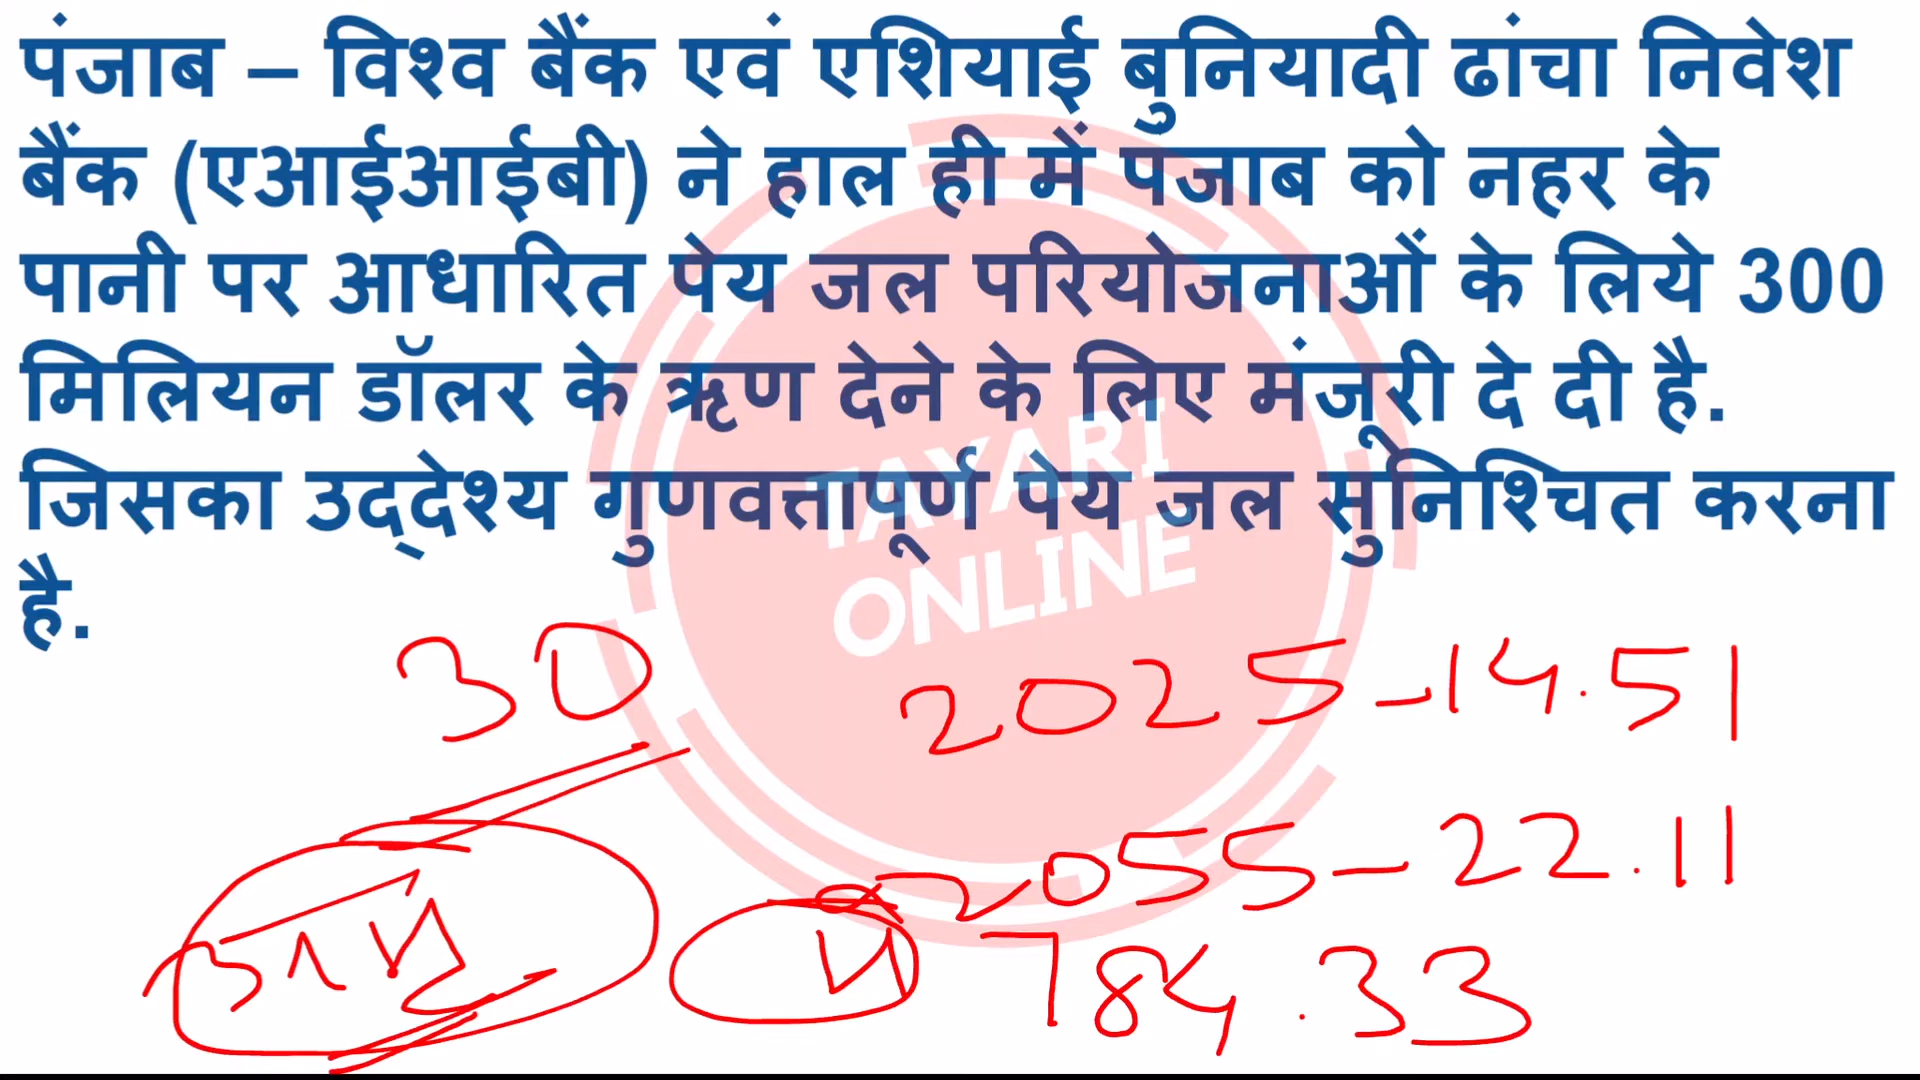 पंजाब – विश्व बैंक एवं एशियाई बुनियादी ढांचा निवेश
बैंक (एआईआईबी) ने हाल ही में पंजाब को नहर के
पानी पर आधारित पेय जल परियोजनाओं के लिये 300
मिलियन डॉलर के ऋण देने के लिए मंजूरी दे दी है.
जिसका उद्देश्य गुणवत्तापूर्ण पेय जल सुनिश्चित करना
है.
TAYARI
ONLINE
30
2025-14.51
2055-22.11
784.33